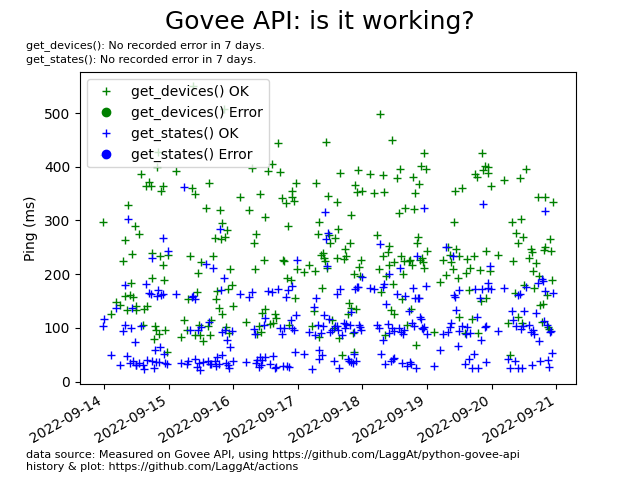 Govee API: is it working?
get_devices(): No recorded error in 7 days.
get_states(): No recorded error in 7 days.
get_devices() OK
get_devices() Error
get_states() OK
get_states() Error
Ping (ms)
500
400
300
200
100
0
2022-09-14
2022-09-15
2022-09-16
2022-09-17
2022-09-18
2022-09-19
2022-09-20
2022-09-21
data source: Measured on Govee API, using https://github.com/LaggAt/python-govee-api
history & plot: https://github.com/LaggAt/actions